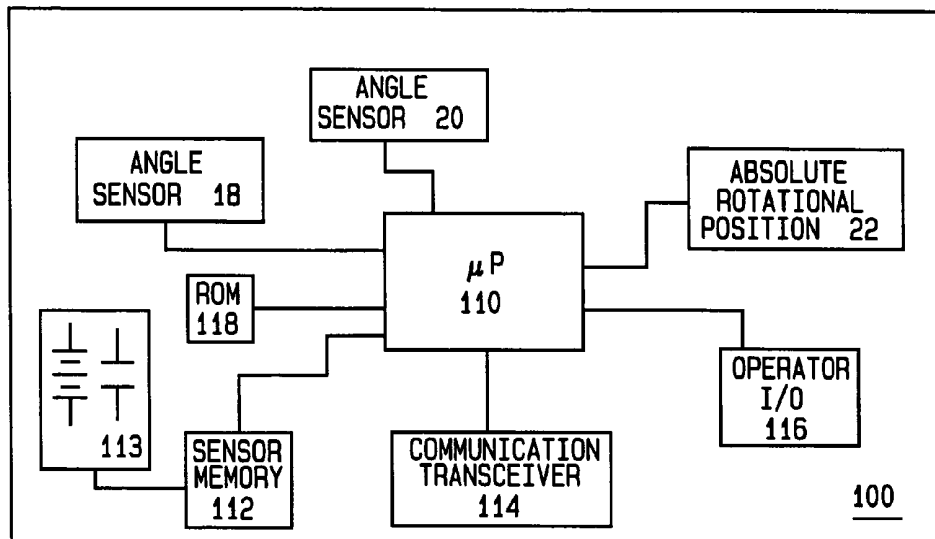 ANGLE
SENSOR 20
ANGLE
SENSOR 18
ABSOLUTE
ROTATIONAL
POSITION 22
μP
110
ROM
118
113
OPERATOR
I/O
116
SENSOR
MEMORY
112
COMMUNICATION
TRANSCEIVER
114
100